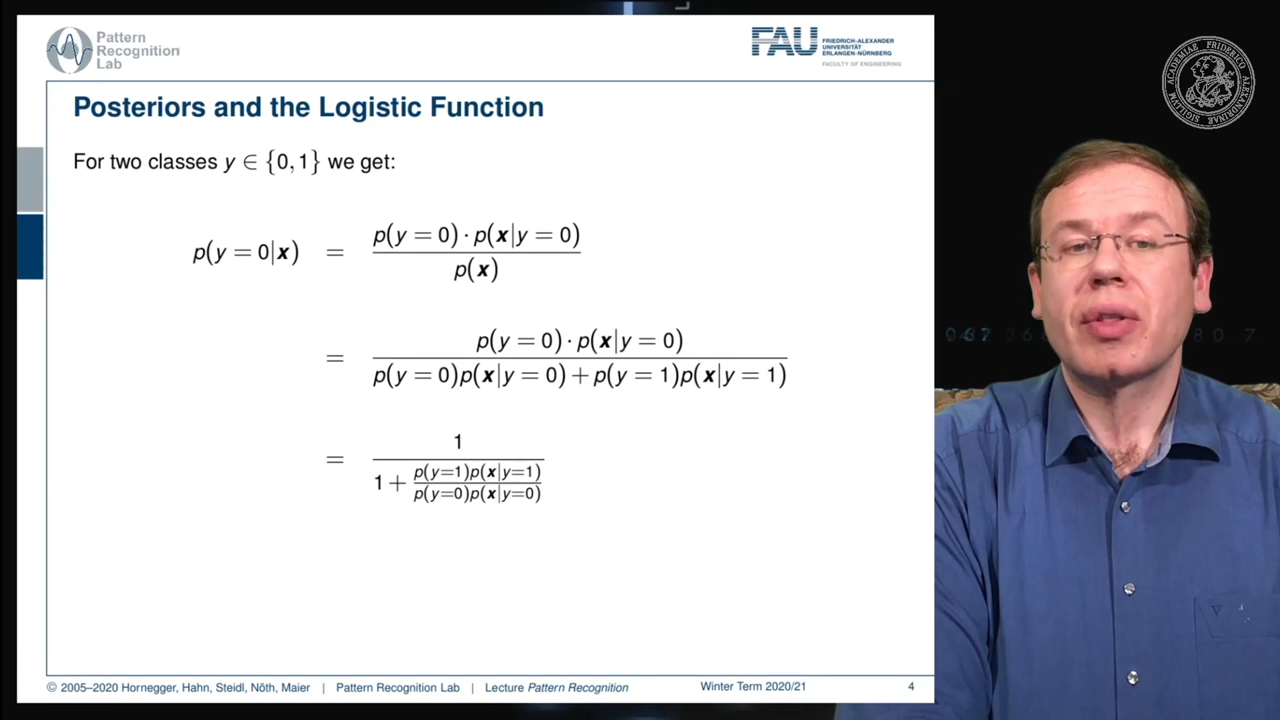 Pattern
Recognition
Lab
FAU
FRIEDRICH-ALEXANDER
UNIVERSITÄT
ERLANGEN-NÜRNBERG
FACULTY OF ENGINEERING
Posteriors and the Logistic Function
For two classes y ∈ {0, 1} we get:
p(y = 0|x) = p(y = 0) · p(x|y = 0) / p(x)
= p(y = 0) · p(x|y = 0) / p(y = 0)p(x|y = 0) + p(y = 1)p(x|y = 1)
= 1 / 1 + p(y=1)p(x|y=1) / p(y=0)p(x|y=0)
© 2005–2020 Hornegger, Hahn, Steidl, Nöth, Maier | Pattern Recognition Lab | Lecture Pattern Recognition Winter Term 2020/21 4